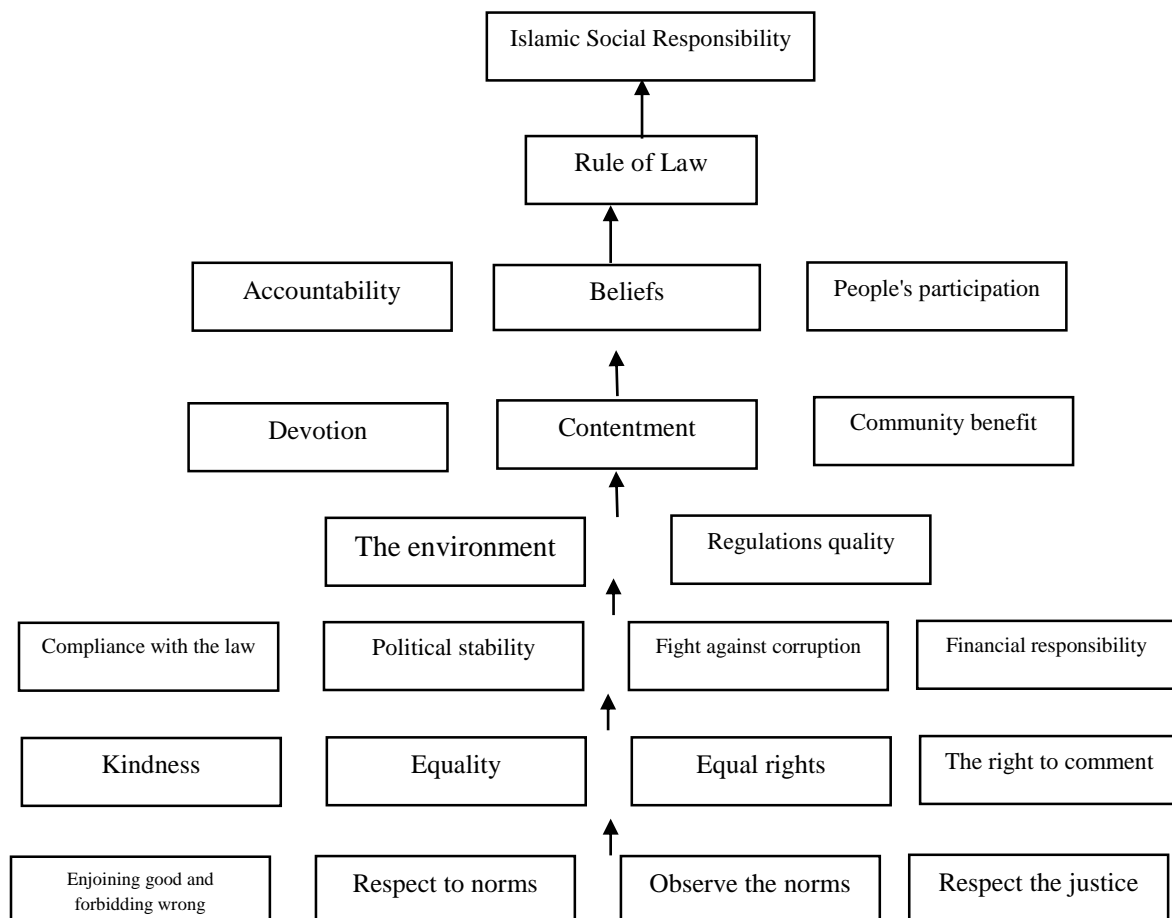 Islamic Social Responsibility
Rule of Law
Accountability
Beliefs
People's participation
Devotion
Contentment
Community benefit
The environment
Regulations quality
Compliance with the law
Political stability
Fight against corruption
Financial responsibility
Kindness
Equality
Equal rights
The right to comment
Enjoining good and
forbidding wrong
Respect to norms
Observe the norms
Respect the justice